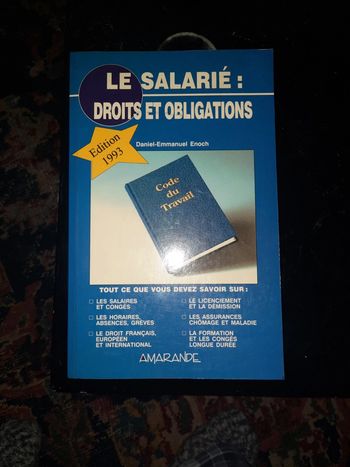 LE SALARIÉ :
DROITS ET OBLIGATIONS
Daniel-Emmanuel Enoch
Edition
1993
Code
du
Travail
TOUT CE QUE VOUS DEVEZ SAVOIR SUR :
LES SALAIRES
ET CONGÉS
LES HORAIRES,
ABSENCES, GRÈVES
LE DROIT FRANÇAIS,
EUROPÉEN
ET INTERNATIONAL
LE LICENCIEMENT
ET LA DÉMISSION
LES ASSURANCES
CHÔMAGE ET MALADIE
LA FORMATION
ET LES CONGÉS
LONGUE DURÉE
AMARANDE